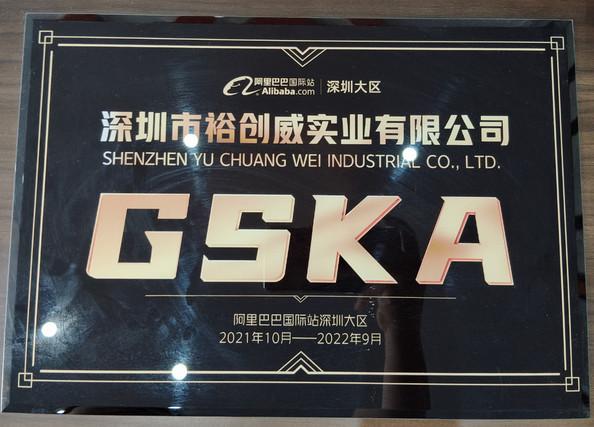 阿里巴巴国际站 Alibaba.com 深圳大区
深圳市裕创威实业有限公司
SHENZHEN YU CHUANG WEI INDUSTRIAL CO., LTD.
GSKA
阿里巴巴国际站深圳大区
2021年10月——2022年9月